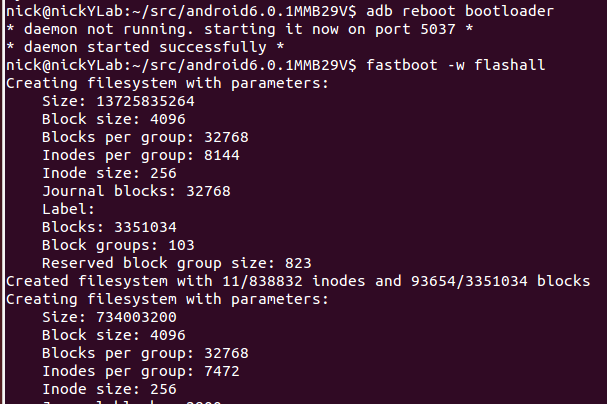 nick@nickYLab:~/src/android6.0.1MMB29V$ adb reboot bootloader
* daemon not running. starting it now on port 5037 *
* daemon started successfully *
nick@nickYLab:~/src/android6.0.1MMB29V$ fastboot -w flashall
Creating filesystem with parameters:
    Size: 13725835264
    Block size: 4096
    Blocks per group: 32768
    Inodes per group: 8144
    Inode size: 256
    Journal blocks: 32768
    Label:
    Blocks: 3351034
    Block groups: 103
    Reserved block group size: 823
Created filesystem with 11/838832 inodes and 93654/3351034 blocks
Creating filesystem with parameters:
    Size: 734003200
    Block size: 4096
    Blocks per group: 32768
    Inodes per group: 7472
    Inode size: 256